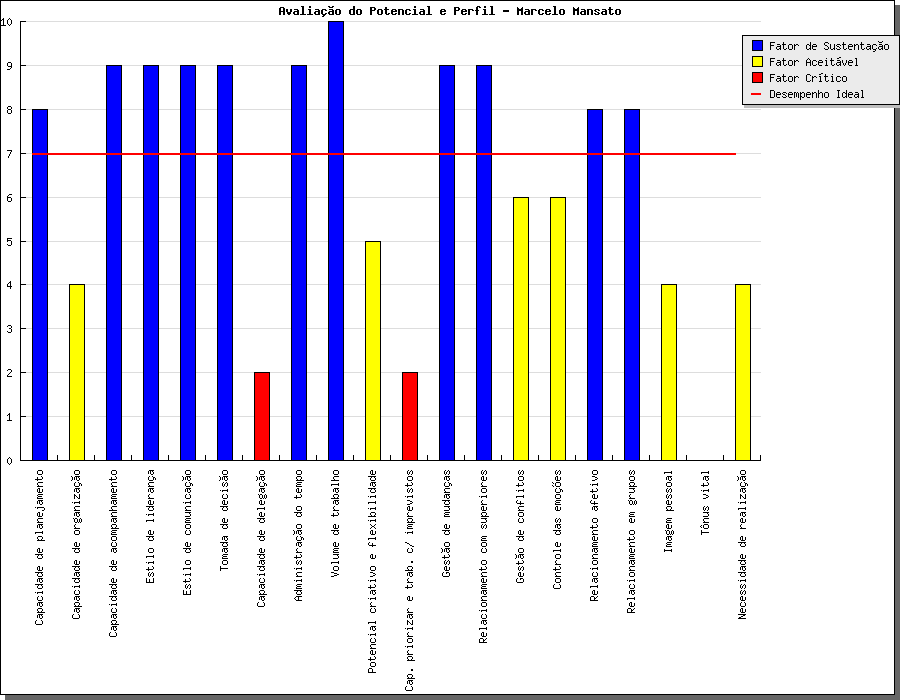 Avaliação do Potencial e Perfil - Marcelo Mansato
Fator de Sustentação
Fator Aceitável
Fator Crítico
Desempenho Ideal
10
9
8
7
6
5
4
3
2
1
0
Capacidade de planejamento
Capacidade de organização
Capacidade de acompanhamento
Estilo de liderança
Estilo de comunicação
Tomada de decisão
Capacidade de delegação
Administração do tempo
Volume de trabalho
Potencial criativo e flexibilidade
Cap. priorizar e trab. c/ imprevistos
Gestão de mudanças
Relacionamento com superiores
Gestão de conflitos
Controle das emoções
Relacionamento afetivo
Relacionamento em grupos
Imagem pessoal
Tônus vital
Necessidade de realização